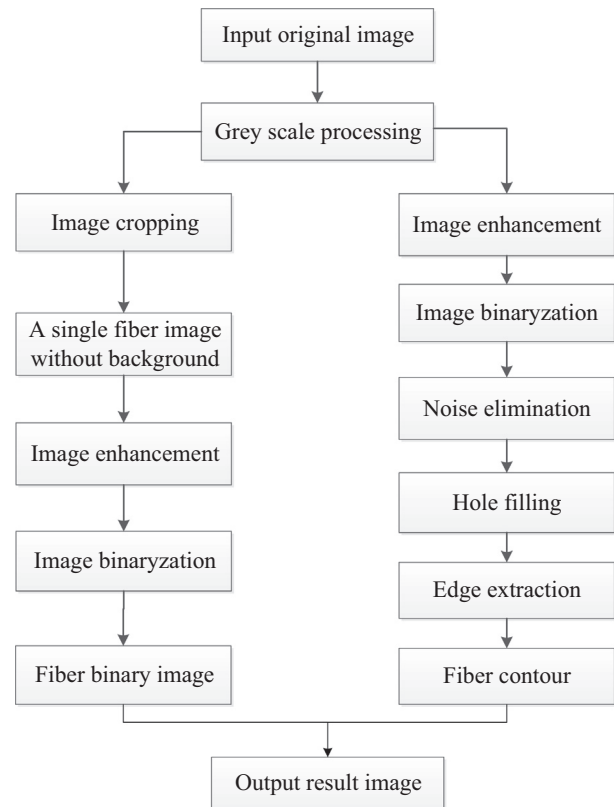 Input original image
Grey scale processing
Image cropping
A single fiber image
without background
Image enhancement
Image binaryzation
Fiber binary image
Image enhancement
Image binaryzation
Noise elimination
Hole filling
Edge extraction
Fiber contour
Output result image